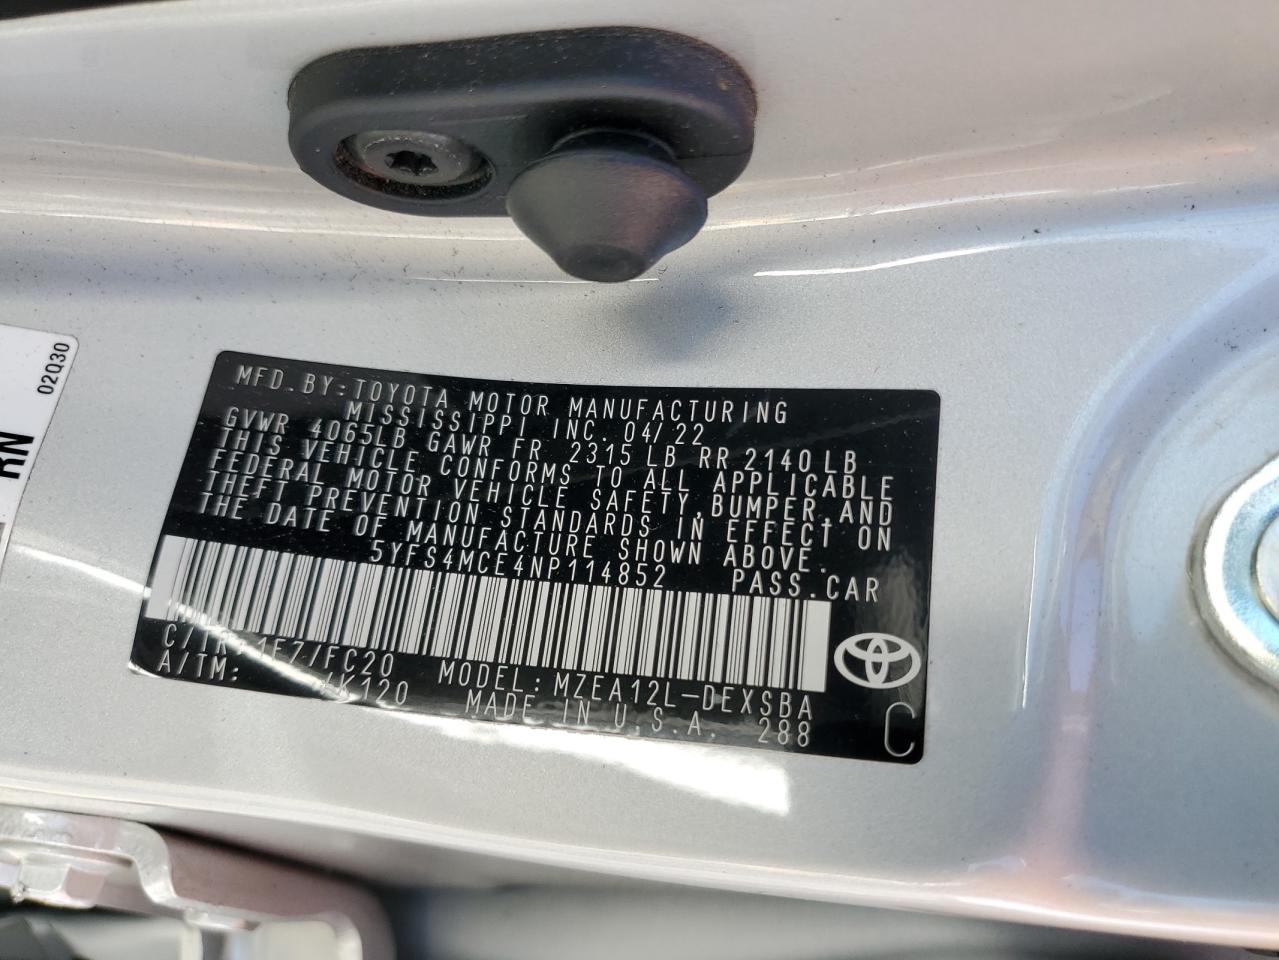 02Q30
RN
MFD.BY:TOYOTA MOTOR MANUFACTURING
MISSISSIPPI INC. 04/22
GVWR 4065LB GAWR FR 2315LB RR 2140LB
THIS VEHICLE CONFORMS TO ALL APPLICABLE
FEDERAL MOTOR VEHICLE SAFETY,BUMPER,AND
THEFT PREVENTION STANDARDS IN EFFECT ON
THE DATE OF MANUFACTURE SHOWN ABOVE.
5YFS4MCE4NP114852 PASS.CAR
C/TR: 1F7/FC20 MODEL:MZEA12L-DEXSBA
A/TM: /K120 MADE IN U.S.A. 288
C